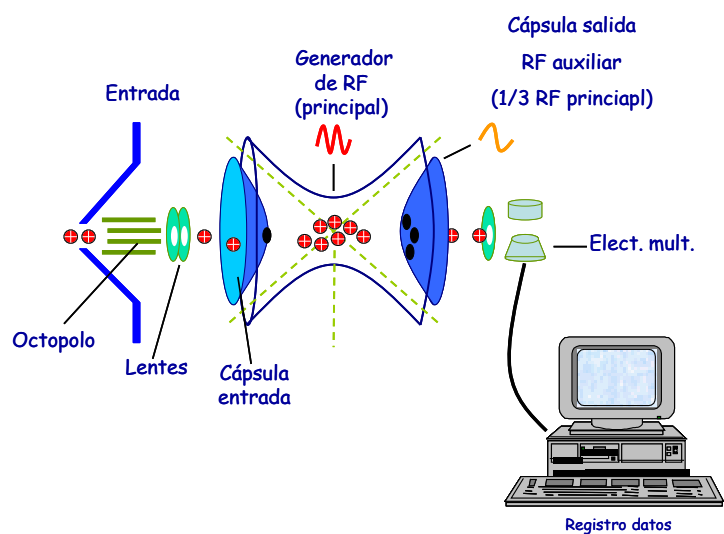 Cápsula salida
RF auxiliar
(1/3 RF princiapl)
Generador
de RF
(principal)
Entrada
Elect. mult.
Octopolo
Lentes
Cápsula
entrada
Registro datos